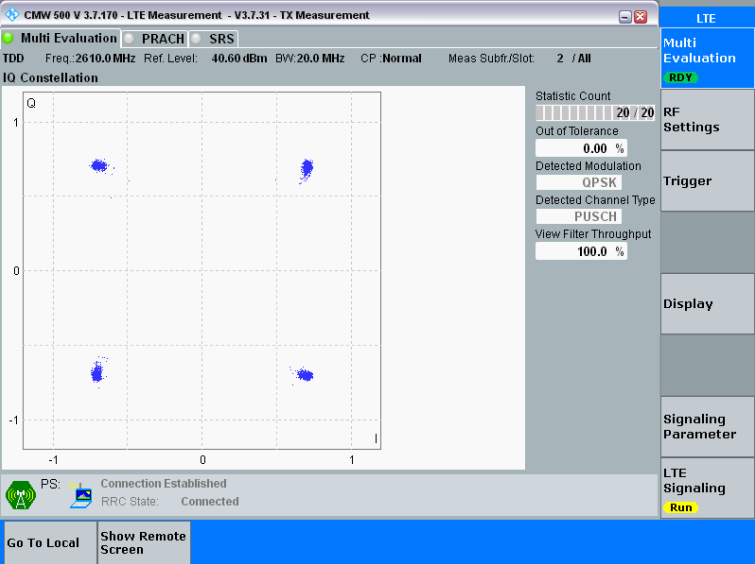 CMW 500 V 3.7.170 - LTE Measurement - V3.7.31 - TX Measurement
LTE
Multi Evaluation
PRACH
SRS
TDD Freq.:2610.0 MHz Ref. Level: 40.60 dBm BW:20.0 MHz CP :Normal Meas Subfr./Slot: 2 / All
IQ Constellation
Q
1
0
-1
-1
0
1
I
Statistic Count
20 / 20
Out of Tolerance
0.00 %
Detected Modulation
QPSK
Detected Channel Type
PUSCH
View Filter Throughput
100.0 %
Multi
Evaluation
RDY
RF
Settings
Trigger
Display
Signaling
Parameter
LTE
Signaling
Run
PS: Connection Established
RRC State: Connected
Go To Local
Show Remote
Screen